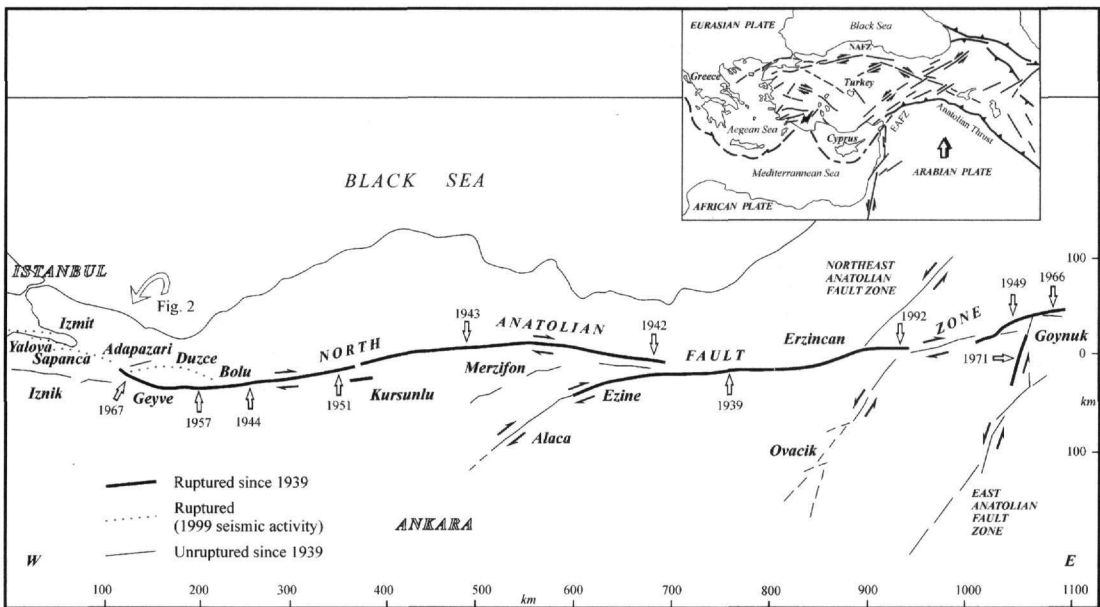 EURASIAN PLATE
Black Sea
NAFZ
Greece
Turkey
Aegean Sea
EAFZ
Anatolian Thrust
Cyprus
Mediterrannean Sea
ARABIAN PLATE
AFRICAN PLATE
BLACK SEA
ISTANBUL
Fig. 2
NORTHEAST
ANATOLIAN
FAULT ZONE
100
1949
1966
1943
1942
1992
Izmit
NORTH ANATOLIAN FAULT ZONE
Erzincan
Goynuk
Yalova
Adapazari
Sapanca
Duzce
Bolu
Merzifon
1971
0
Iznik
Geyve
Kursunlu
Ezine
km
1967
1957
1944
1951
1939
Alaca
Ovacik
100
Ruptured since 1939
Ruptured
(1999 seismic activity)
Unruptured since 1939
ANKARA
EAST
ANATOLIAN
FAULT
ZONE
W
E
100 200 300 400 500 600 700 800 900 1000 1100
km